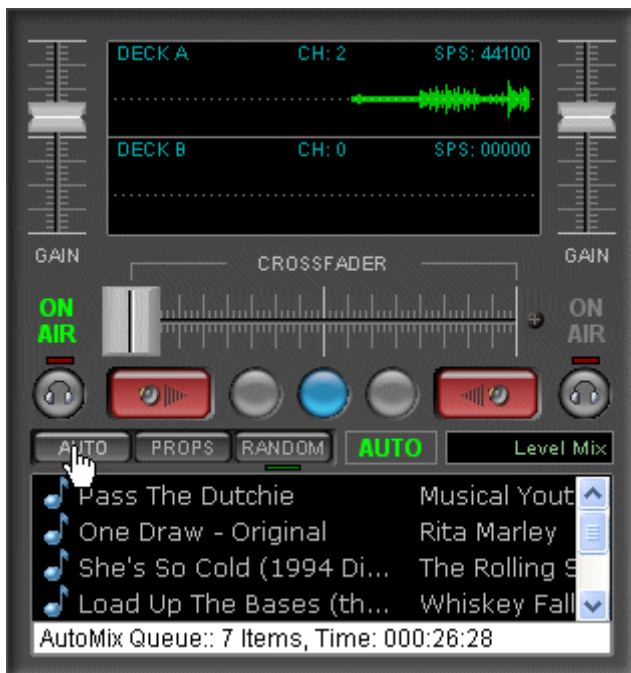 DECK A CH: 2 SPS: 44100
DECK B CH: 0 SPS: 00000
GAIN CROSSFADER GAIN
ON AIR ON AIR
AUTO PROPS RANDOM AUTO Level Mix
Pass The Dutchie Musical Yout
One Draw - Original Rita Marley
She's So Cold (1994 Di... The Rolling S
Load Up The Bases (th... Whiskey Fall
AutoMix Queue:: 7 Items, Time: 000:26:28